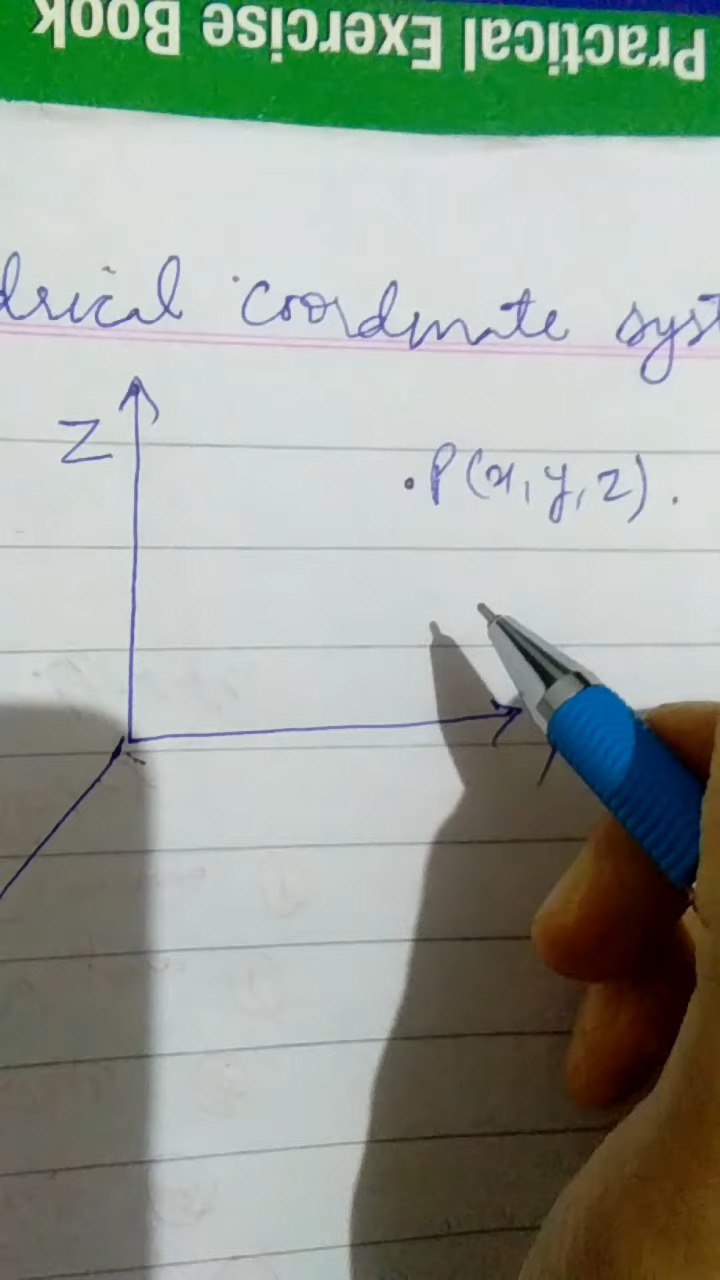 Practical Exercise Book
drical coordinate syst
Z
P(x, y, z).